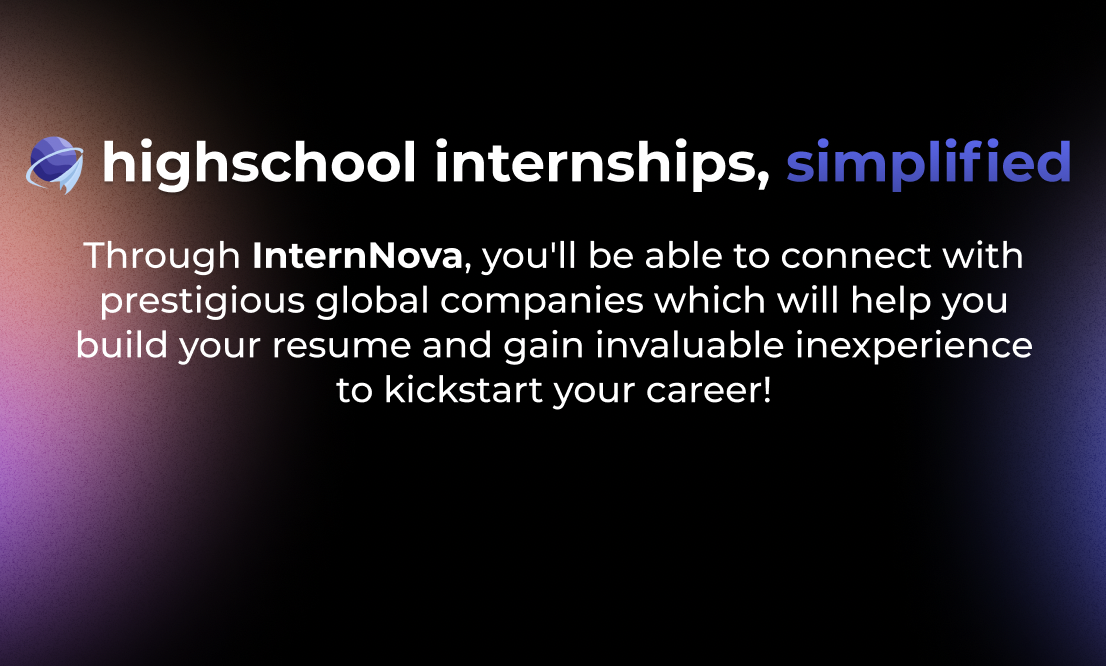 highschool internships, simplified
Through InternNova, you'll be able to connect with
prestigious global companies which will help you
build your resume and gain invaluable inexperience
to kickstart your career!